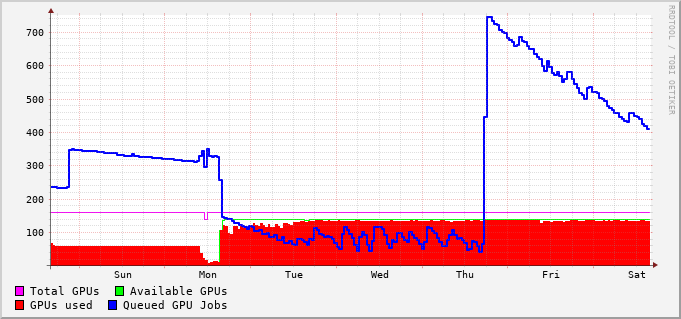 700
600
500
400
300
200
100
Sun Mon Tue Wed Thu Fri Sat
Total GPUs Available GPUs
GPUs used Queued GPU Jobs
RRDTOOL / TOBI OETIKER